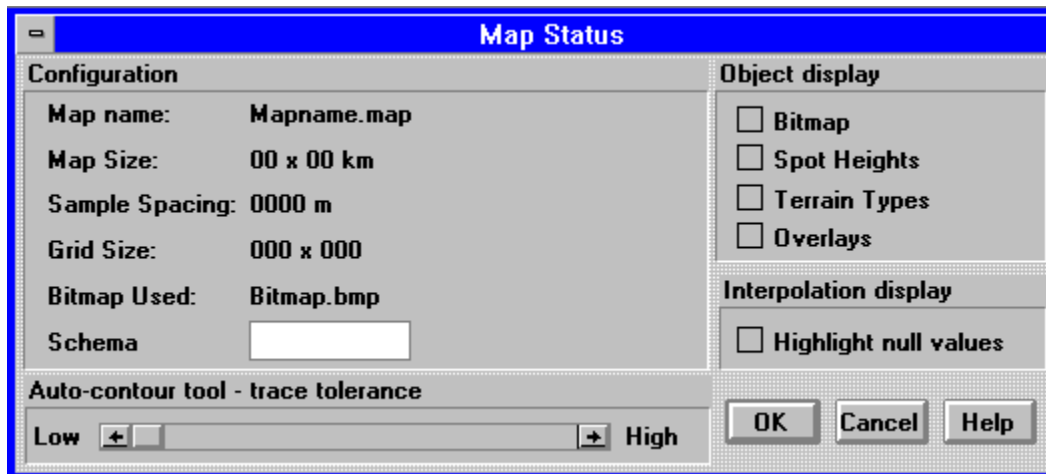 Map Status
Configuration
Map name: Mapname.map
Map Size: 00 x 00 km
Sample Spacing: 0000 m
Grid Size: 000 x 000
Bitmap Used: Bitmap.bmp
Schema
Auto-contour tool - trace tolerance
Low High
Object display
Bitmap
Spot Heights
Terrain Types
Overlays
Interpolation display
Highlight null values
OK Cancel Help